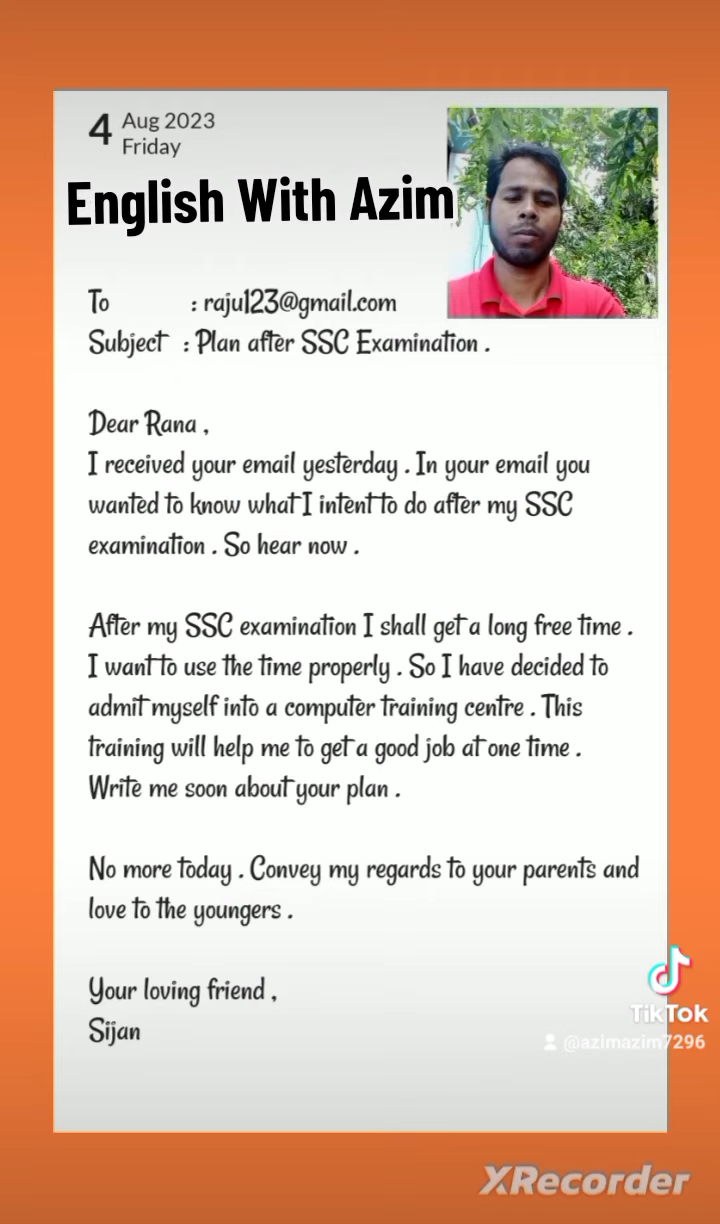 4 Aug 2023
Friday
English With Azim
To : raju123@gmail.com
Subject : Plan after SSC Examination .
Dear Rana ,
I received your email yesterday . In your email you
wanted to know what I intent to do after my SSC
examination . So hear now .
After my SSC examination I shall get a long free time .
I want to use the time properly . So I have decided to
admit myself into a computer training centre . This
training will help me to get a good job at one time .
Write me soon about your plan .
No more today . Convey my regards to your parents and
love to the youngers .
Your loving friend ,
Sijan
TikTok
@azimazim7296
XRecorder